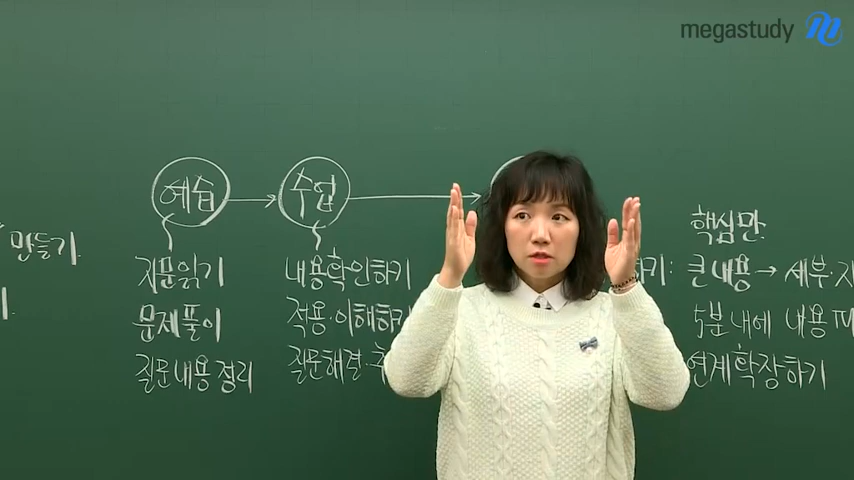 megastudy
예습
수업
만들기.
지문읽기
문제풀이
질문내용정리
내용확인하기
적용·이해하기
질문해결·
핵심만
하기: 큰내용→세부·지
5분내에 내용
연계확장하기